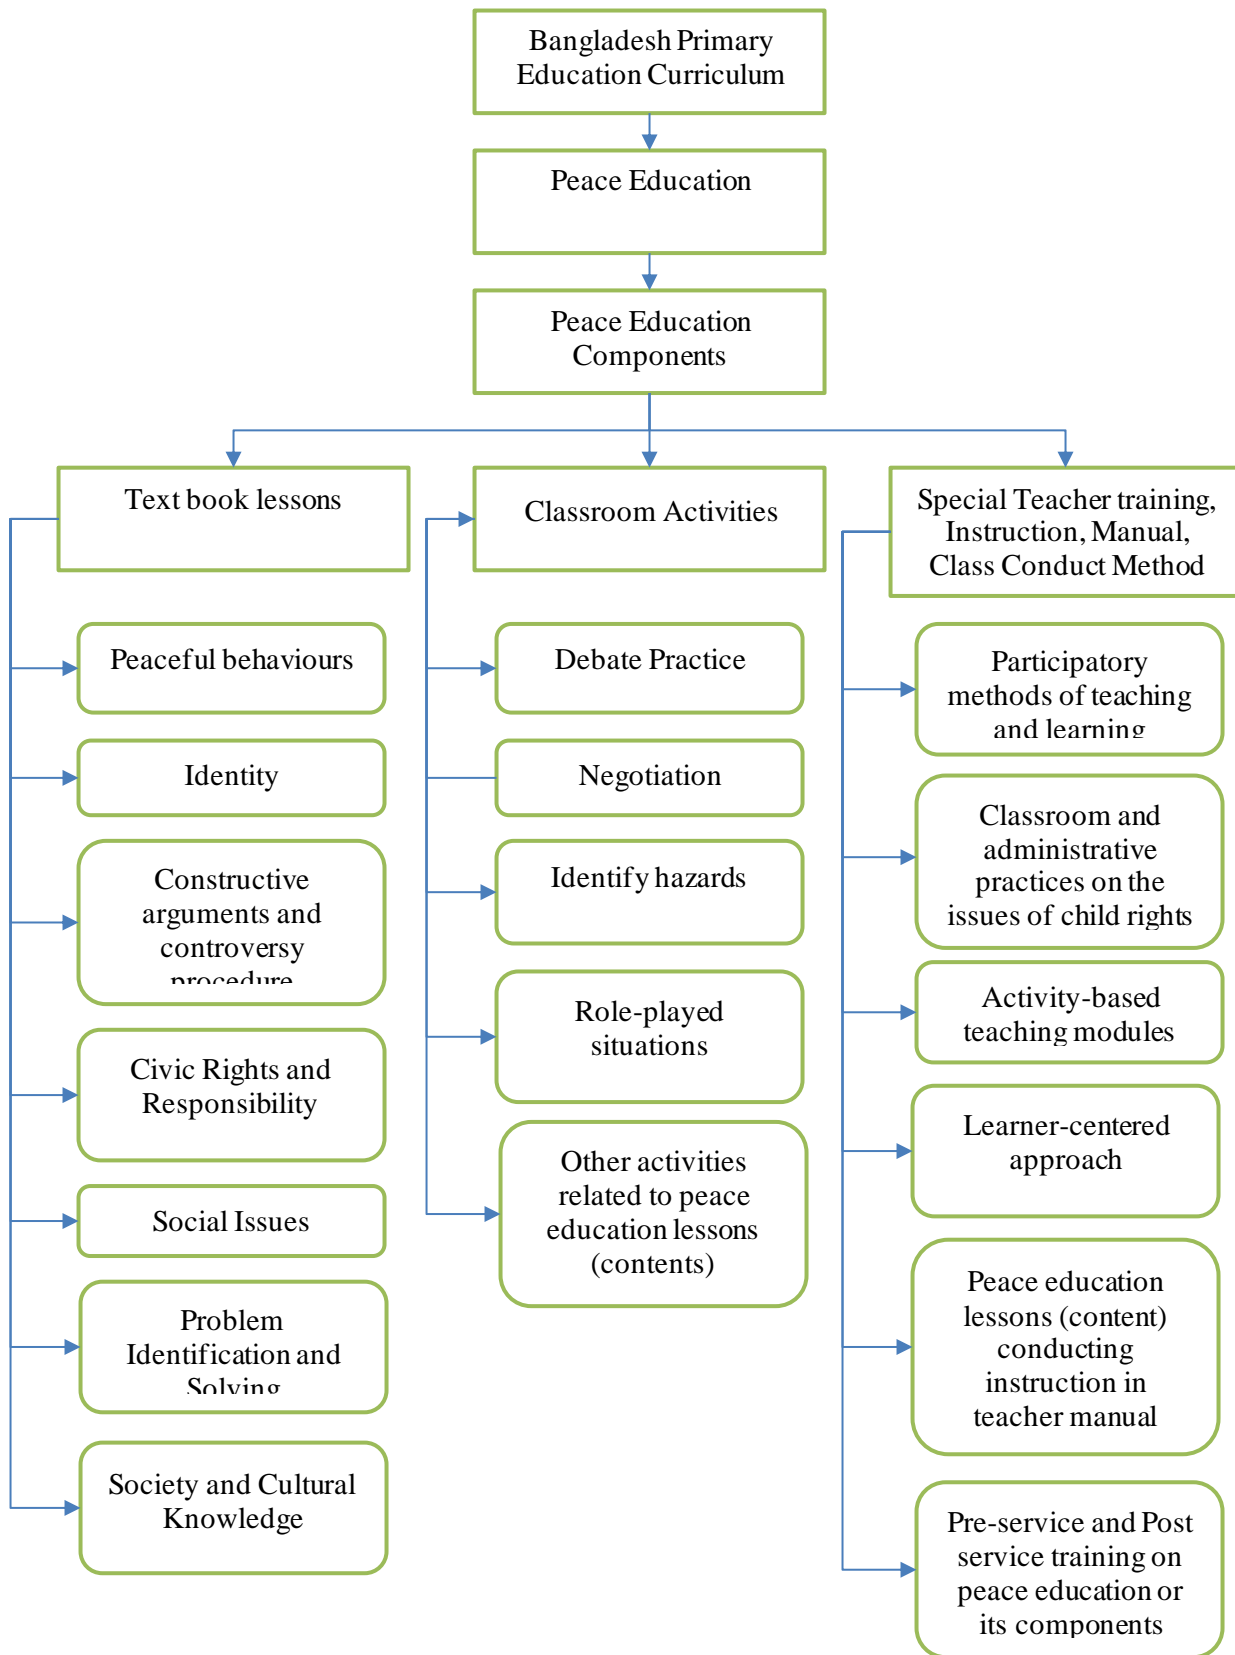 Bangladesh Primary
Education Curriculum
Peace Education
Peace Education
Components
Text book lessons
Peaceful behaviours
Identity
Constructive
arguments and
controversy
procedure
Civic Rights and
Responsibility
Social Issues
Problem
Identification and
Solving
Society and Cultural
Knowledge
Classroom Activities
Debate Practice
Negotiation
Identify hazards
Role-played
situations
Other activities
related to peace
education lessons
(contents)
Special Teacher training,
Instruction, Manual,
Class Conduct Method
Participatory
methods of teaching
and learning
Classroom and
administrative
practices on the
issues of child rights
Activity-based
teaching modules
Learner-centered
approach
Peace education
lessons (content)
conducting
instruction in
teacher manual
Pre-service and Post
service training on
peace education or
its components